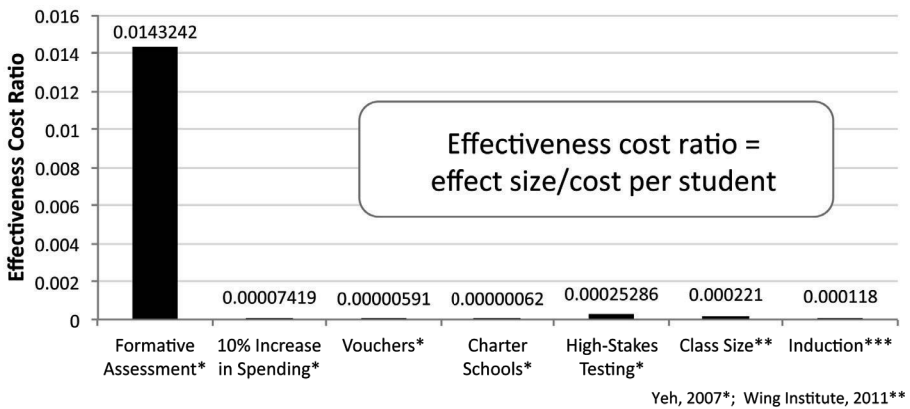 Effectiveness Cost Ratio
0.016
0.014
0.012
0.01
0.008
0.006
0.004
0.002
0
0.0143242
0.00007419
0.00000591
0.00000062
0.00025286
0.000221
0.000118
Effectiveness cost ratio =
effect size/cost per student
Formative
Assessment*
10% Increase
in Spending*
Vouchers*
Charter
Schools*
High-Stakes
Testing*
Class Size**
Induction***
Yeh, 2007*; Wing Institute, 2011**